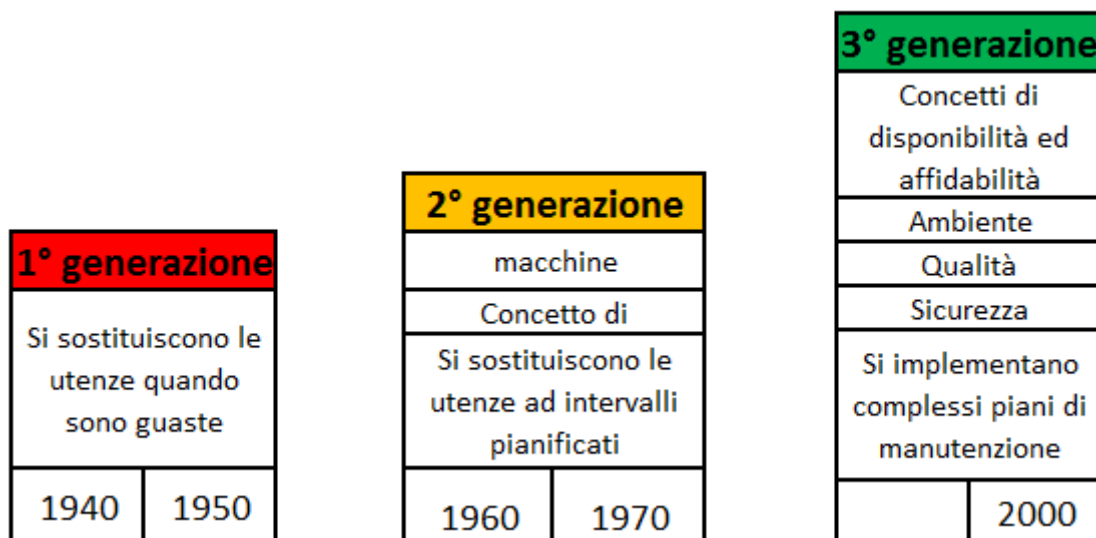 1° generazione
Si sostituiscono le
utenze quando
sono guaste
1940
1950
2° generazione
macchine
Concetto di
Si sostituiscono le
utenze ad intervalli
pianificati
1960
1970
3° generazione
Concetti di
disponibilità ed
affidabilità
Ambiente
Qualità
Sicurezza
Si implementano
complessi piani di
manutenzione
2000